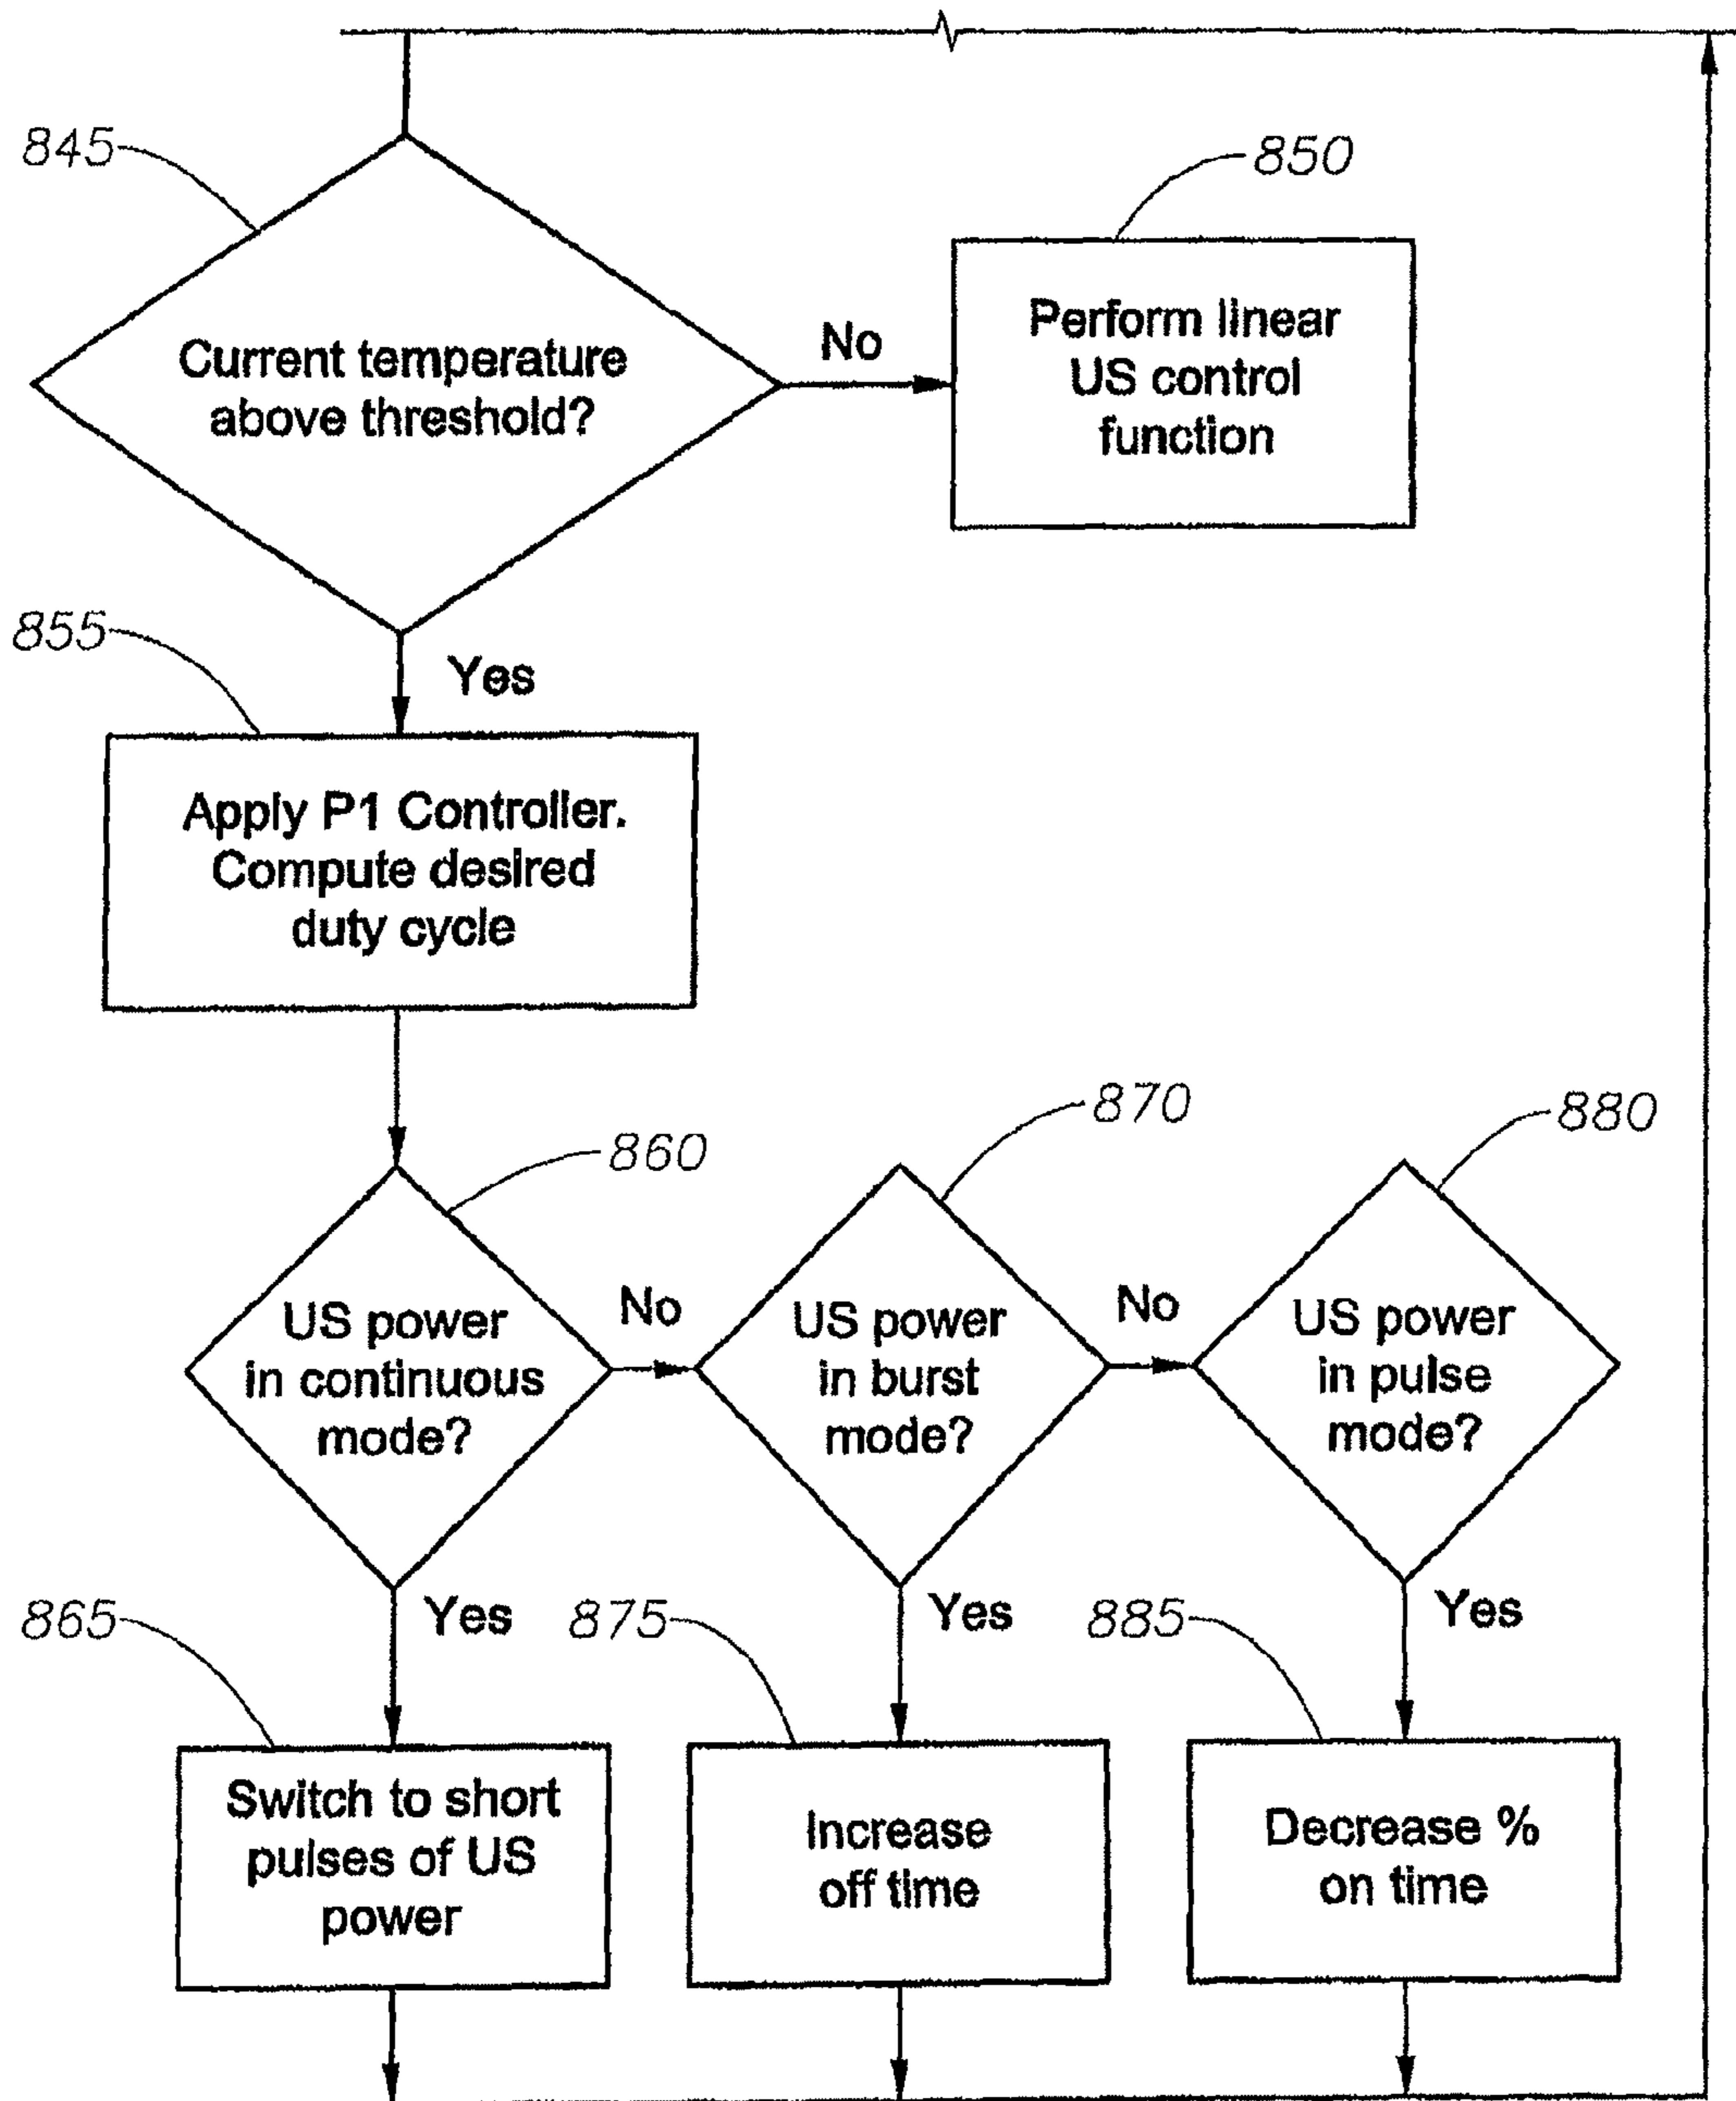 845
850
Current temperature
above threshold?
No
Perform linear
US control
function
855
Yes
Apply P1 Controller.
Compute desired
duty cycle
860
870
880
US power
in continuous
mode?
No
US power
in burst
mode?
No
US power
in pulse
mode?
865
Yes
875
Yes
885
Yes
Switch to short
pulses of US
power
Increase
off time
Decrease %
on time